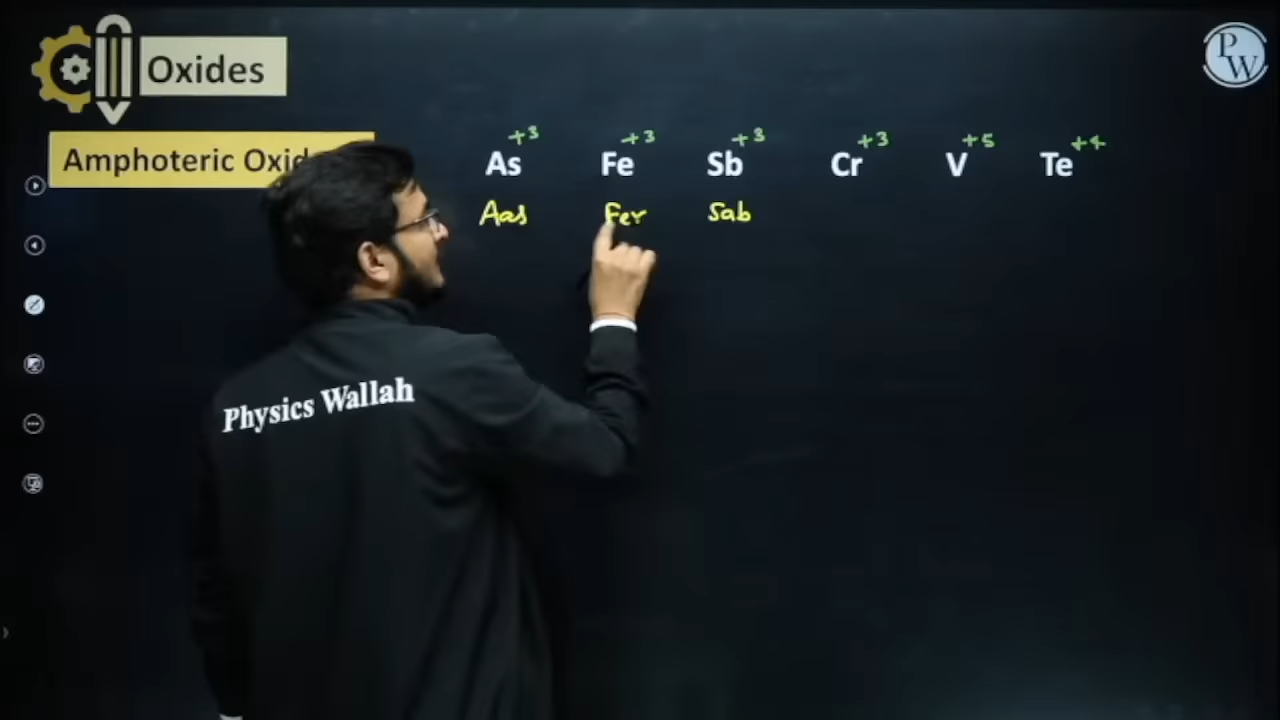 Oxides
PW
Amphoteric Oxid
As+3 Fe+3 Sb+3 Cr+3 V+5 Te+4
Aas Fer Sab
Physics Wallah